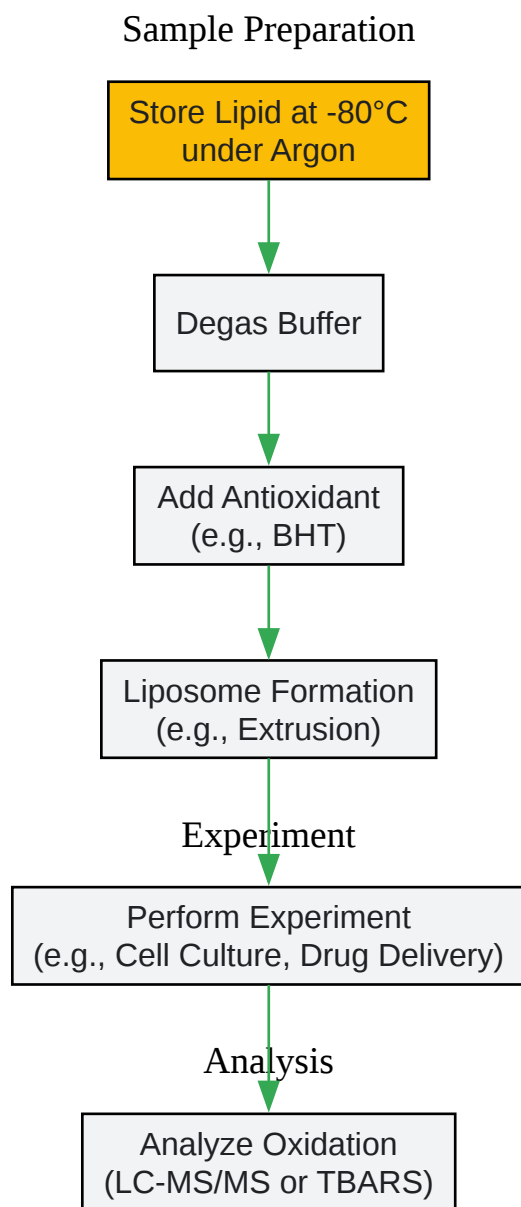 Sample Preparation
Store Lipid at -80°C
under Argon
Degas Buffer
Add Antioxidant
(e.g., BHT)
Liposome Formation
(e.g., Extrusion)
Experiment
Perform Experiment
(e.g., Cell Culture, Drug Delivery)
Analysis
Analyze Oxidation
(LC-MS/MS or TBARS)